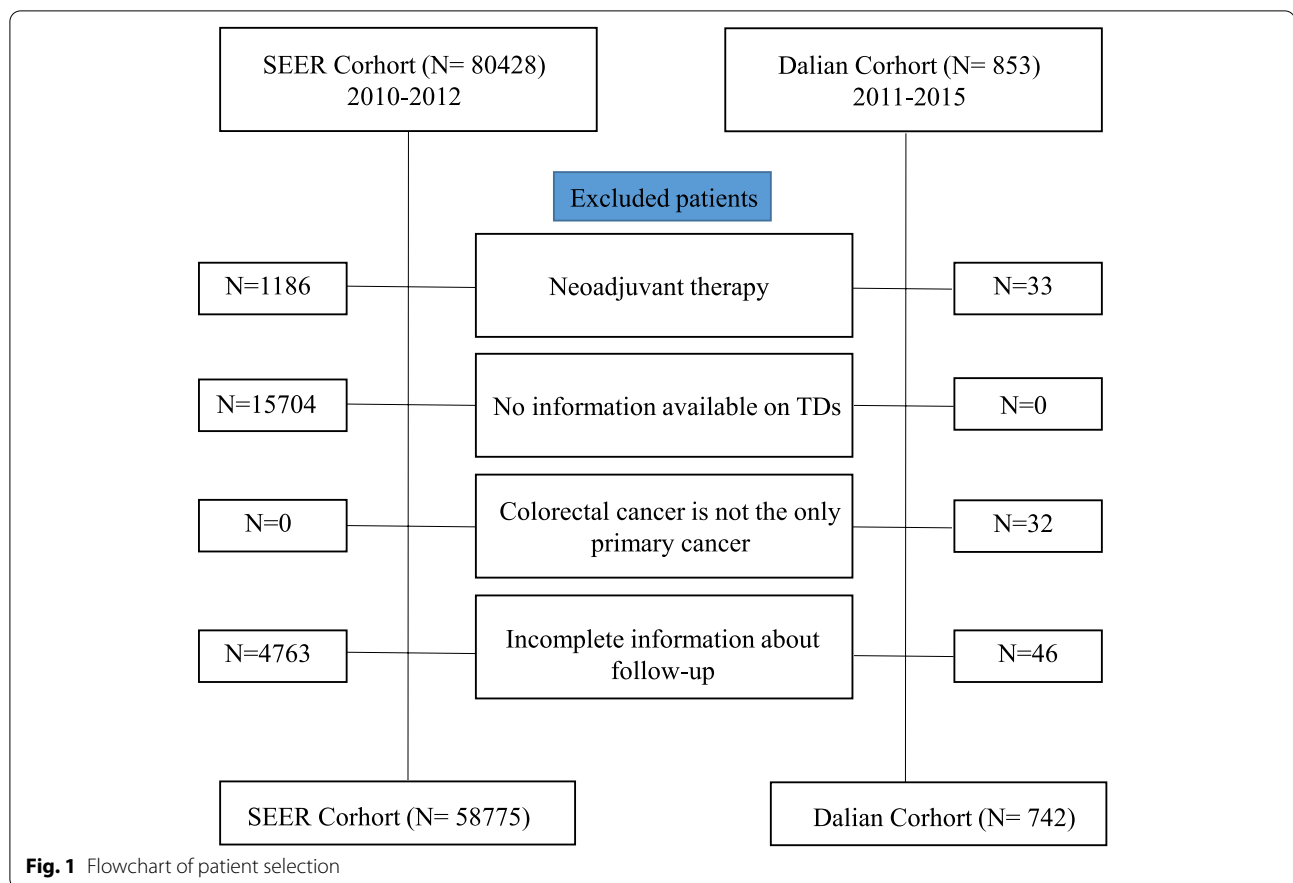 SEER Corhort (N= 80428)
2010-2012
Dalian Corhort (N= 853)
2011-2015
Excluded patients
N=1186
Neoadjuvant therapy
N=33
N=15704
No information available on TDs
N=0
N=0
Colorectal cancer is not the only
primary cancer
N=32
N=4763
Incomplete information about
follow-up
N=46
SEER Corhort (N= 58775)
Dalian Corhort (N= 742)
Fig. 1 Flowchart of patient selection